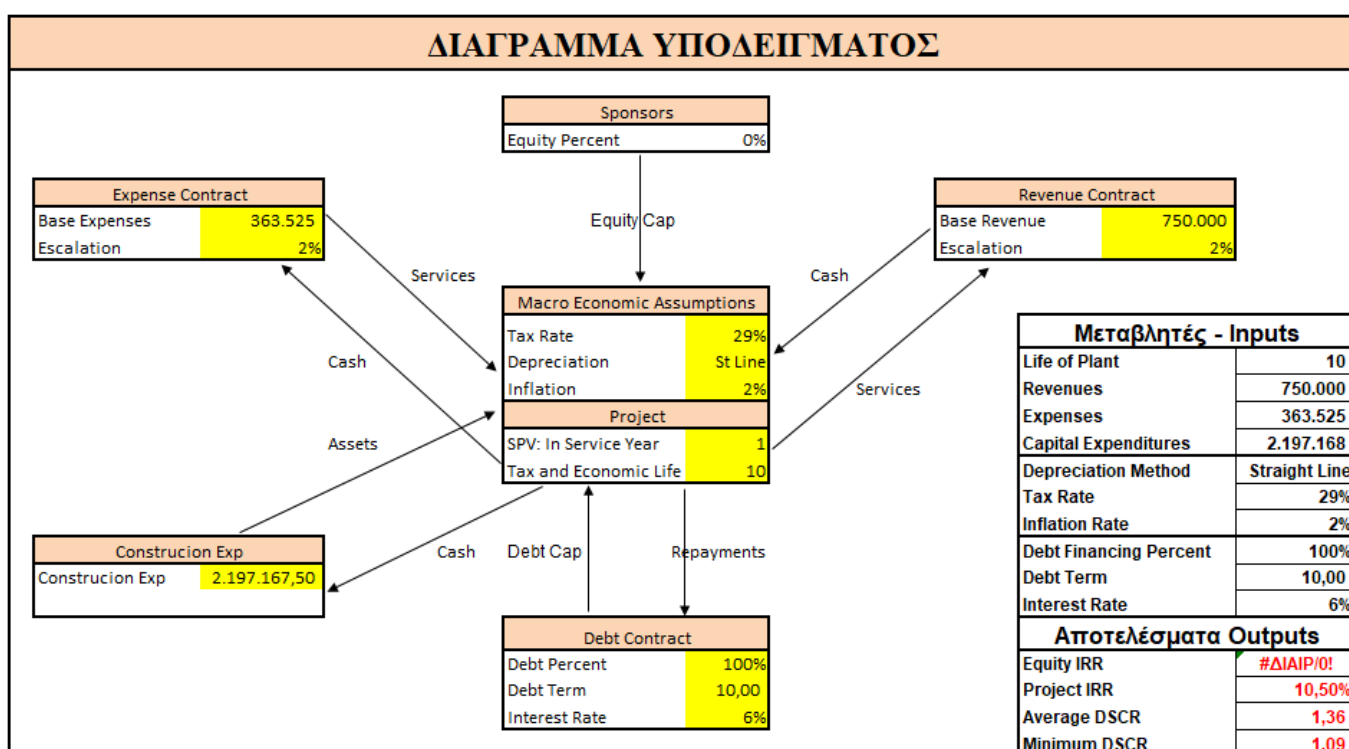 ΔΙΑΓΡΑΜΜΑ ΥΠΟΔΕΙΓΜΑΤΟΣ
Sponsors
Equity Percent 0%
Expense Contract
Base Expenses 363.525
Escalation 2%
Equity Cap
Revenue Contract
Base Revenue 750.000
Escalation 2%
Services
Cash
Macro Economic Assumptions
Tax Rate 29%
Depreciation St Line
Inflation 2%
Cash
Services
Project
SPV: In Service Year 1
Tax and Economic Life 10
Assets
Construcion Exp
Construcion Exp 2.197.167,50
Cash
Debt Cap
Repayments
Debt Contract
Debt Percent 100%
Debt Term 10,00
Interest Rate 6%
Μεταβλητές - Inputs
Life of Plant 10
Revenues 750.000
Expenses 363.525
Capital Expenditures 2.197.168
Depreciation Method Straight Line
Tax Rate 29%
Inflation Rate 2%
Debt Financing Percent 100%
Debt Term 10,00
Interest Rate 6%
Αποτελέσματα Outputs
Equity IRR #ΔΙΑΙΡ/0!
Project IRR 10,50%
Average DSCR 1,36
Minimum DSCR 1,09